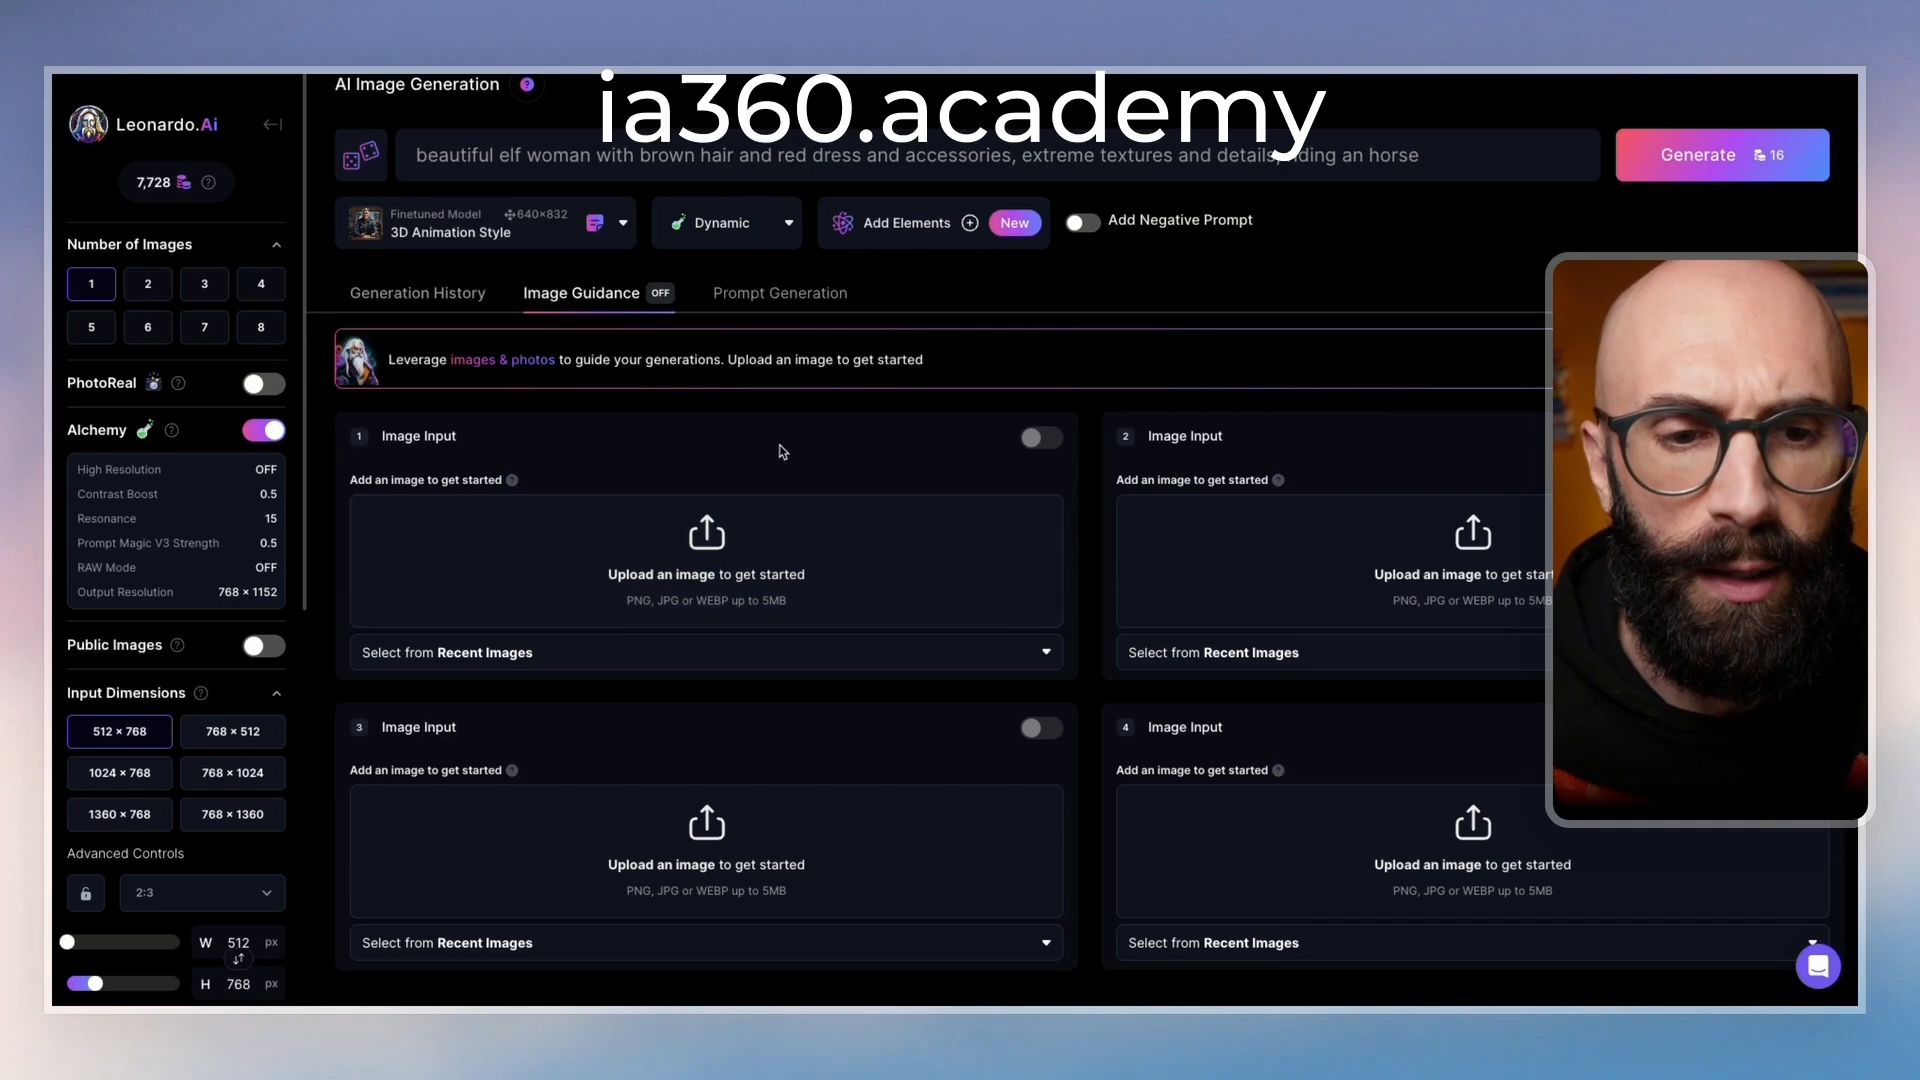 ia360.academy
Leonardo.Ai
7,728
Number of Images
1 2 3 4
5 6 7 8
PhotoReal
Alchemy
High Resolution OFF
Contrast Boost 0.5
Resonance 15
Prompt Magic V3 Strength 0.5
RAW Mode OFF
Output Resolution 768 × 1152
Public Images
Input Dimensions
512 × 768 768 × 512
1024 × 768 768 × 1024
1360 × 768 768 × 1360
Advanced Controls
2:3
W 512 px
H 768 px
AI Image Generation
beautiful elf woman with brown hair and red dress and accessories, extreme textures and details, an horse
Generate 16
Finetuned Model 640×832
3D Animation Style
Dynamic
Add Elements New
Add Negative Prompt
Generation History
Image Guidance OFF
Prompt Generation
Leverage images & photos to guide your generations. Upload an image to get started
1 Image Input
Add an image to get started
Upload an image to get started
PNG, JPG or WEBP up to 5MB
Select from Recent Images
2 Image Input
Add an image to get started
Upload an image to get
PNG, JPG or WEBP up to 5MB
Select from Recent Images
3 Image Input
Add an image to get started
Upload an image to get started
PNG, JPG or WEBP up to 5MB
Select from Recent Images
4 Image Input
Add an image to get started
Upload an image to get started
PNG, JPG or WEBP up to 5MB
Select from Recent Images